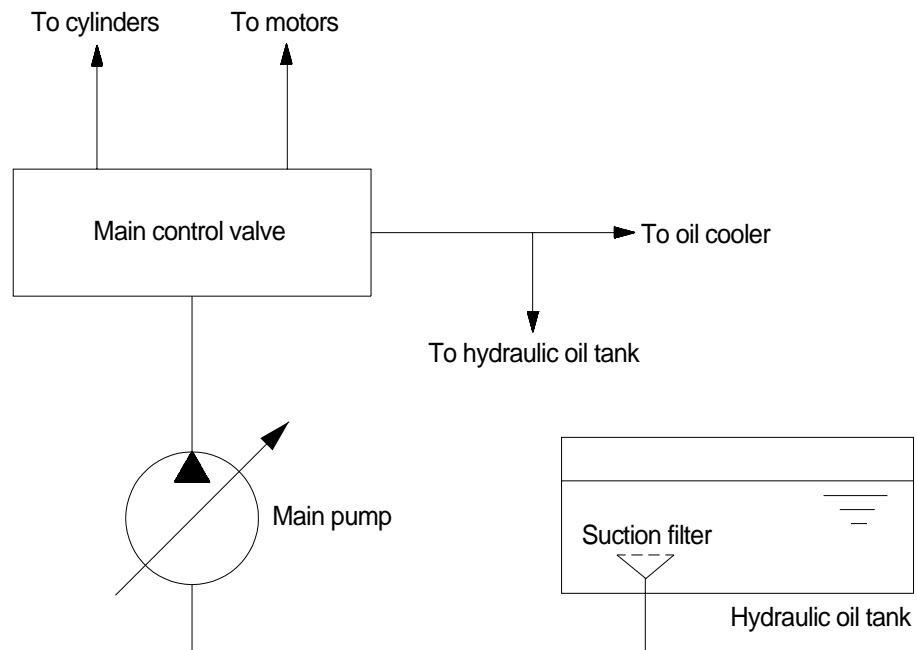 To cylinders
To motors
Main control valve
To oil cooler
To hydraulic oil tank
Main pump
Suction filter
Hydraulic oil tank